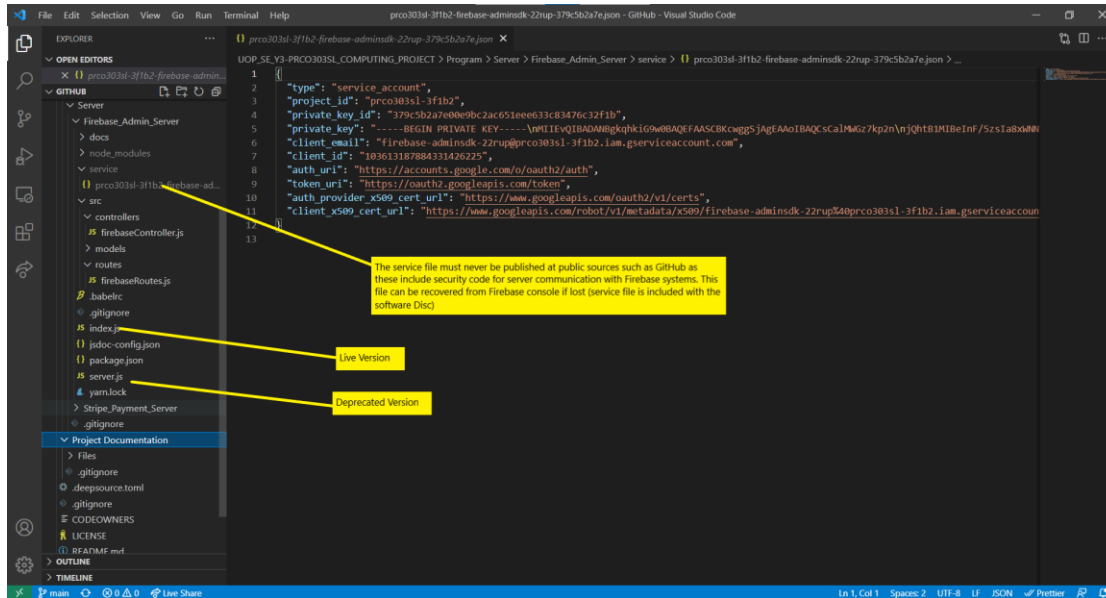 File Edit Selection View Go Run Terminal Help
prco303sl-3f1b2-firebase-adminsdk-22rup-379c5b2a7e.json - GitHub - Visual Studio Code
EXPLORER
OPEN EDITORS
{} prco303sl-3f1b2-firebase-admin...
GITHUB
Server
Firebase_Admin_Server
docs
node_modules
service
{} prco303sl-3f1b2-firebase-ad...
src
controllers
JS firebaseController.js
models
routes
JS firebaseRoutes.js
.babelrc
.gitignore
JS index.js
{} jsdoc-config.json
{} package.json
JS server.js
yarn.lock
Stripe_Payment_Server
.gitignore
Project Documentation
Files
.gitignore
.deepsource.toml
.gitignore
CODEOWNERS
LICENSE
README.md
OUTLINE
TIMELINE
{} prco303sl-3f1b2-firebase-adminsdk-22rup-379c5b2a7e.json
UOP_SE_Y3-PRCO303SL_COMPUTING_PROJECT > Program > Server > Firebase_Admin_Server > service > {} prco303sl-3f1b2-firebase-adminsdk-22rup-379c5b2a7e.json > ...
1 {
2 "type": "service_account",
3 "project_id": "prco303sl-3f1b2",
4 "private_key_id": "379c5b2a7e00e9bc2ac651eee633c83476c32f1b",
5 "private_key": "-----BEGIN PRIVATE KEY-----
6 "client_email": "firebase-adminsdk-22rup@prco303sl-3f1b2.iam.gserviceaccount.com",
7 "client_id": "103613187884331426225",
8 "auth_uri": "https://accounts.google.com/o/oauth2/auth",
9 "token_uri": "https://oauth2.googleapis.com/token",
10 "auth_provider_x509_cert_url": "https://www.googleapis.com/oauth2/v1/certs",
11 "client_x509_cert_url": "https://www.googleapis.com/robot/v1/metadata/x509/firebase-adminsdk-22rup%40prco303sl-3f1b2.iam.gserviceaccoun
12 }
13
The service file must never be published at public sources such as GitHub as
these include security code for server communication with Firebase systems. This
file can be recovered from Firebase console if lost (service file is included with the
software Disc)
Live Version
Deprecated Version
main 0 0 0 Live Share
Ln 1, Col 1 Spaces: 2 UTF-8 LF JSON Prettier